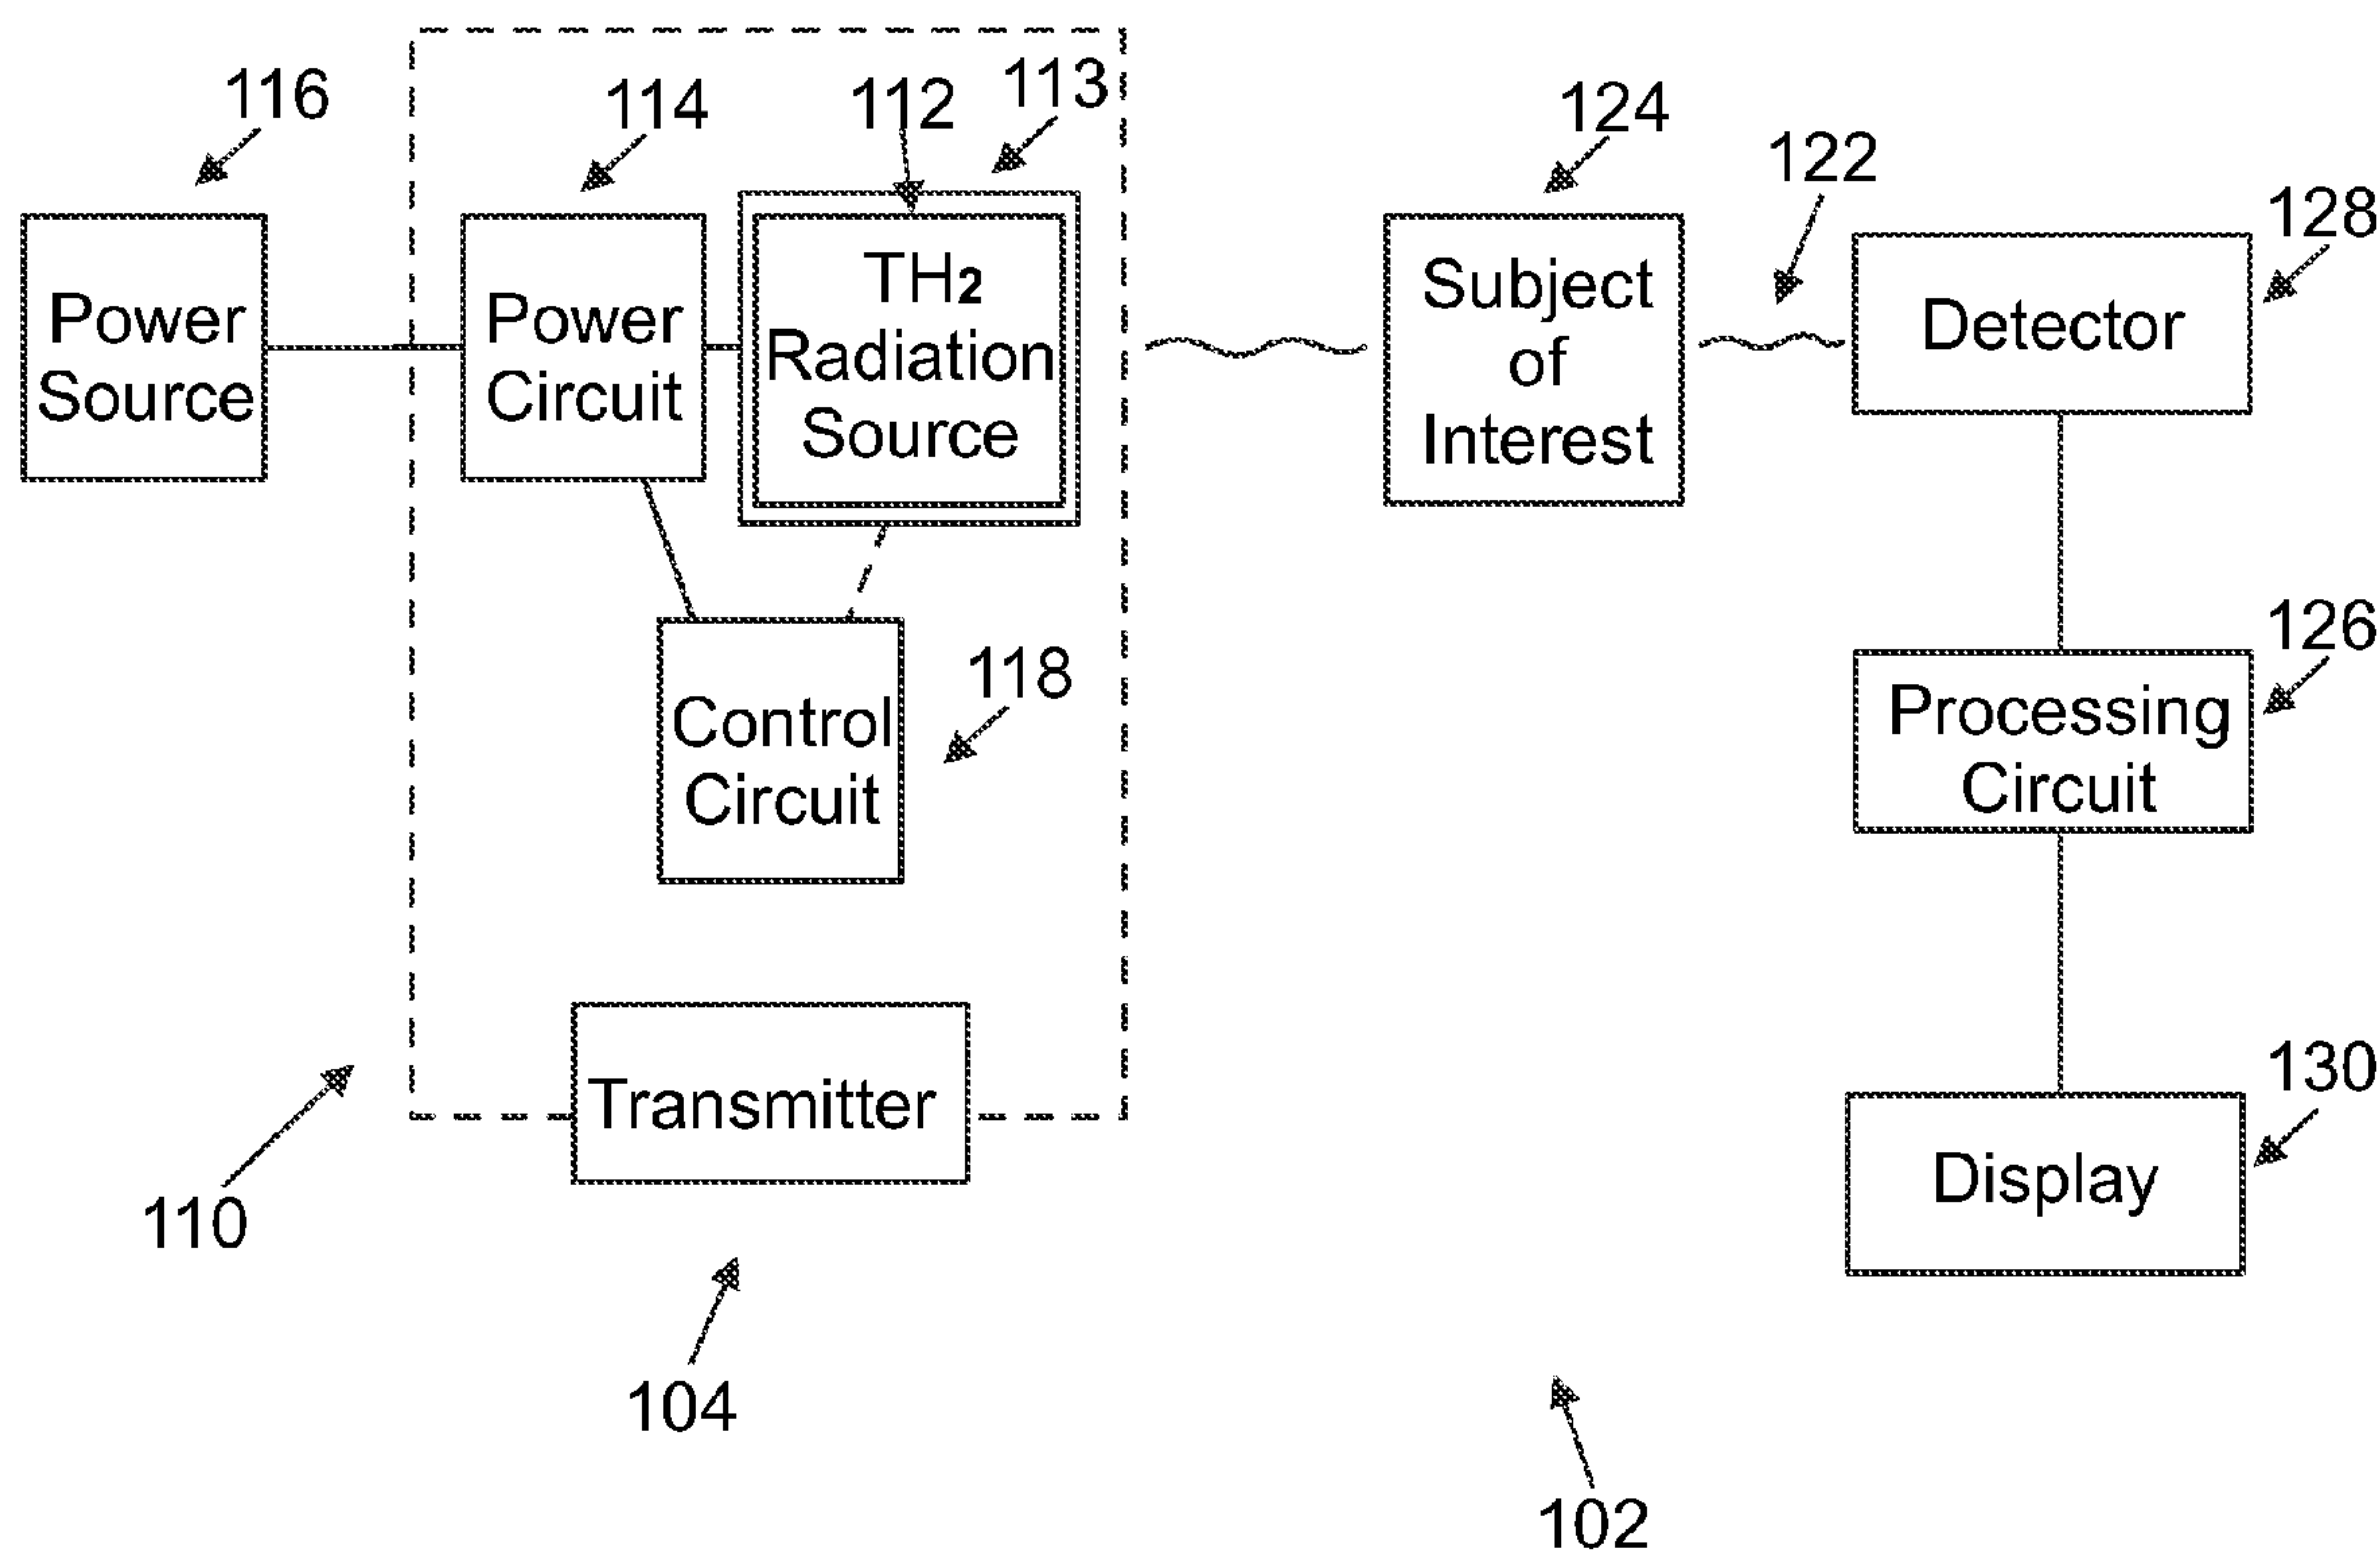 116
114
112
113
124
122
128
Power
Source
Power
Circuit
TH₂
Radiation
Source
Subject
of
Interest
Detector
126
118
Control
Circuit
Processing
Circuit
130
Transmitter
Display
110
104
102